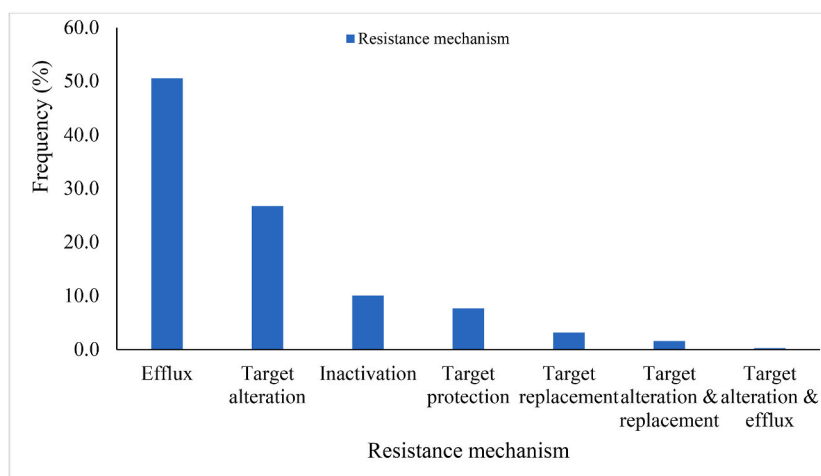 60.0
Resistance mechanism
50.0
40.0
30.0
20.0
10.0
0.0
Frequency (%)
Efflux
Target
alteration
Inactivation
Target
protection
Target
replacement
Target
alteration &
replacement
Target
alteration &
efflux
Resistance mechanism